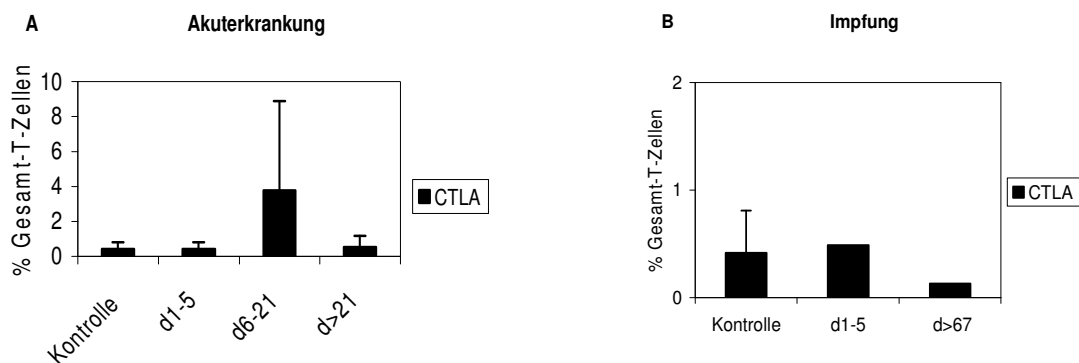 A
Akuterkrankung
% Gesamt-T-Zellen
10
8
6
4
2
0
Kontrolle
d1-5
d6-21
d>21
CTLA
B
Impfung
% Gesamt-T-Zellen
2
1
0
Kontrolle
d1-5
d>67
CTLA